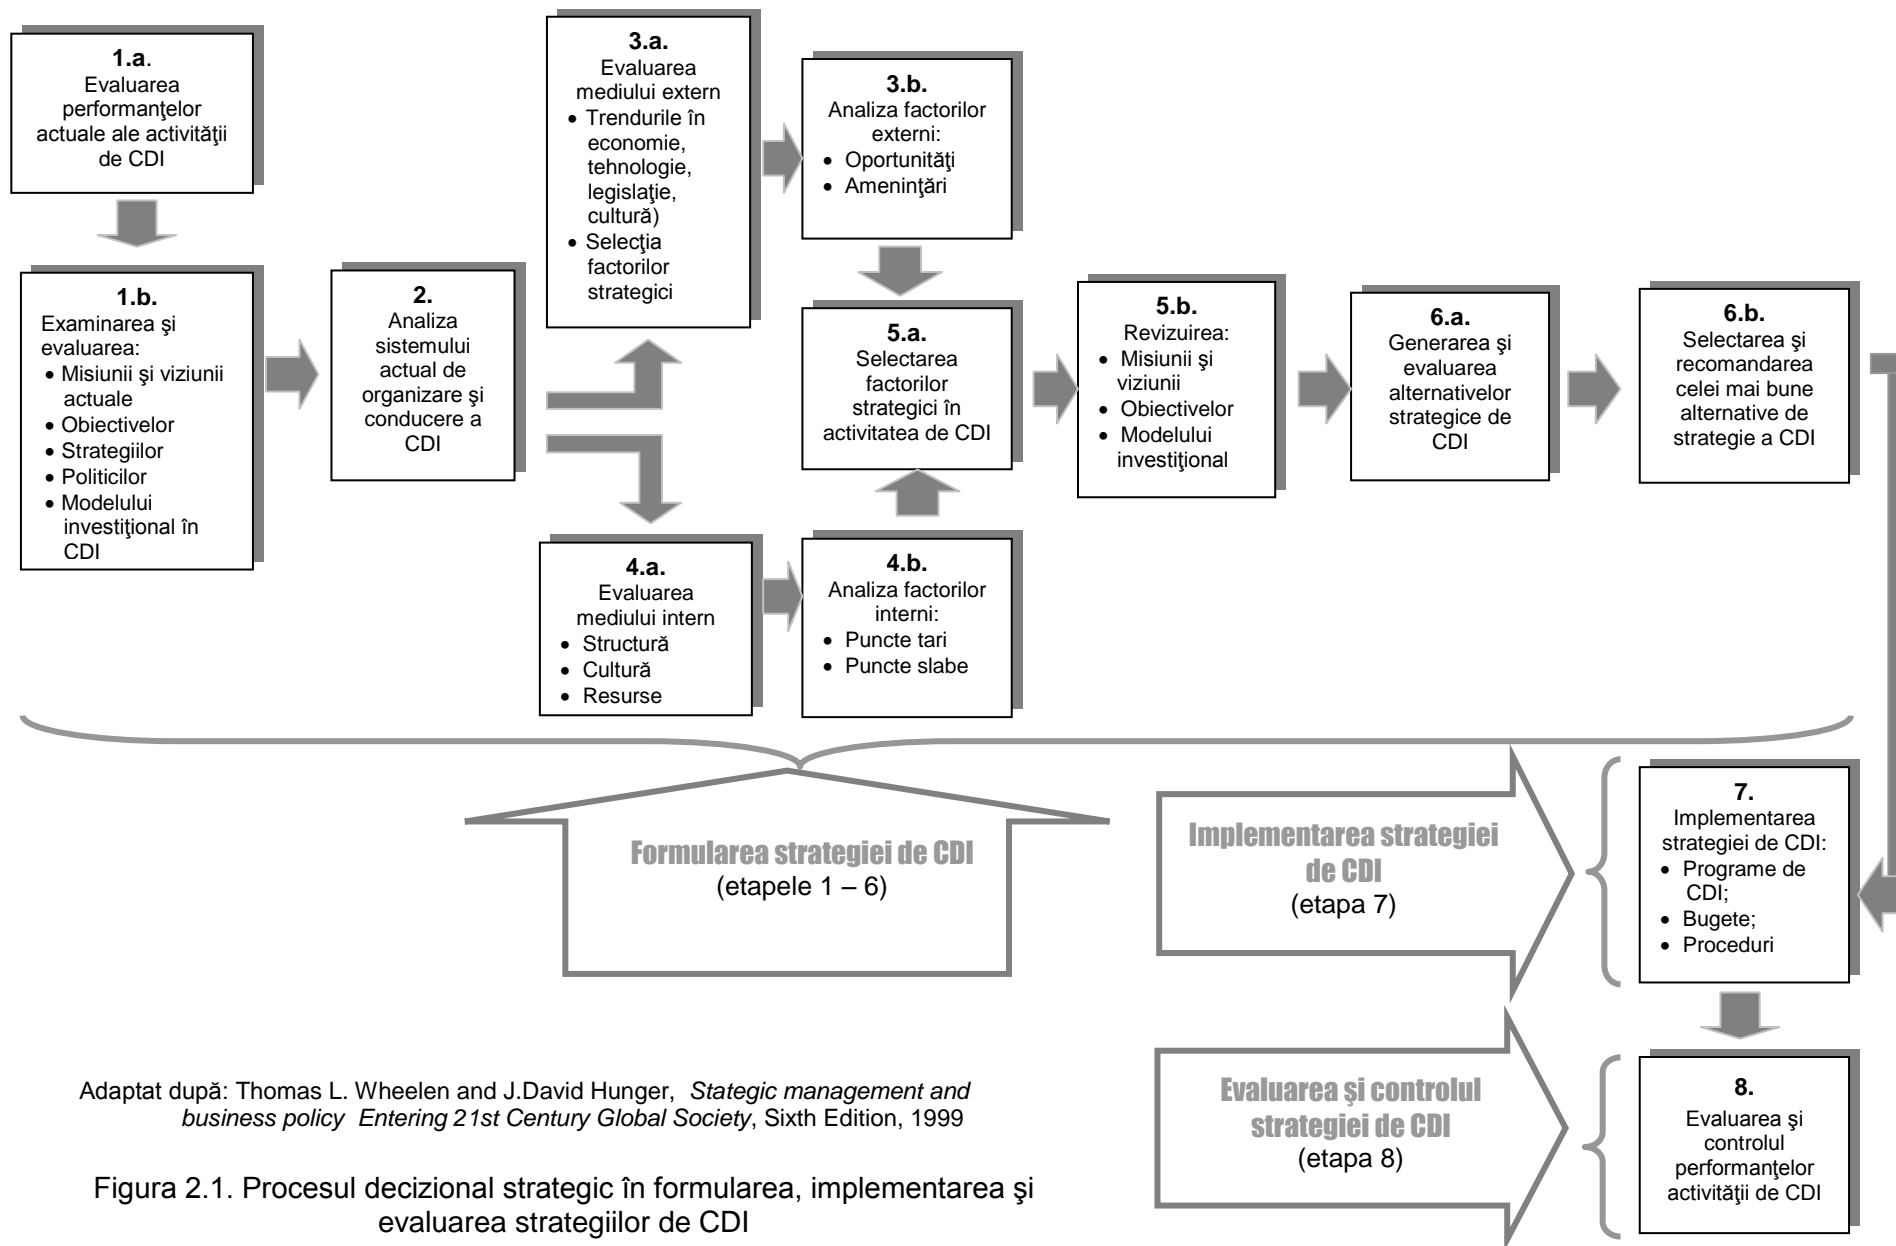 1.a.
Evaluarea
performanţelor
actuale ale activităţii
de CDI
1.b.
Examinarea şi
evaluarea:
• Misiunii şi viziunii
actuale
• Obiectivelor
• Strategiilor
• Politicilor
• Modelului
investiţional în
CDI
2.
Analiza
sistemului
actual de
organizare şi
conducere a
CDI
3.a.
Evaluarea
mediului extern
• Trendurile în
economie,
tehnologie,
legislaţie,
cultură)
• Selecţia
factorilor
strategici
3.b.
Analiza factorilor
externi:
• Oportunităţi
• Ameninţări
4.a.
Evaluarea
mediului intern
• Structură
• Cultură
• Resurse
4.b.
Analiza factorilor
interni:
• Puncte tari
• Puncte slabe
5.a.
Selectarea
factorilor
strategici în
activitatea de CDI
5.b.
Revizuirea:
• Misiunii şi
viziunii
• Obiectivelor
• Modelului
investiţional
6.a.
Generarea şi
evaluarea
alternativelor
strategice de
CDI
6.b.
Selectarea şi
recomandarea
celei mai bune
alternative de
strategie a CDI
Formularea strategiei de CDI
(etapele 1 – 6)
Implementarea strategiei
de CDI
(etapa 7)
7.
Implementarea
strategiei de CDI:
• Programe de
CDI;
• Bugete;
• Proceduri
Evaluarea şi controlul
strategiei de CDI
(etapa 8)
8.
Evaluarea şi
controlul
performanţelor
activităţii de CDI
Adaptat după: Thomas L. Wheelen and J.David Hunger, Stategic management and
business policy Entering 21st Century Global Society, Sixth Edition, 1999
Figura 2.1. Procesul decizional strategic în formularea, implementarea şi
evaluarea strategiilor de CDI